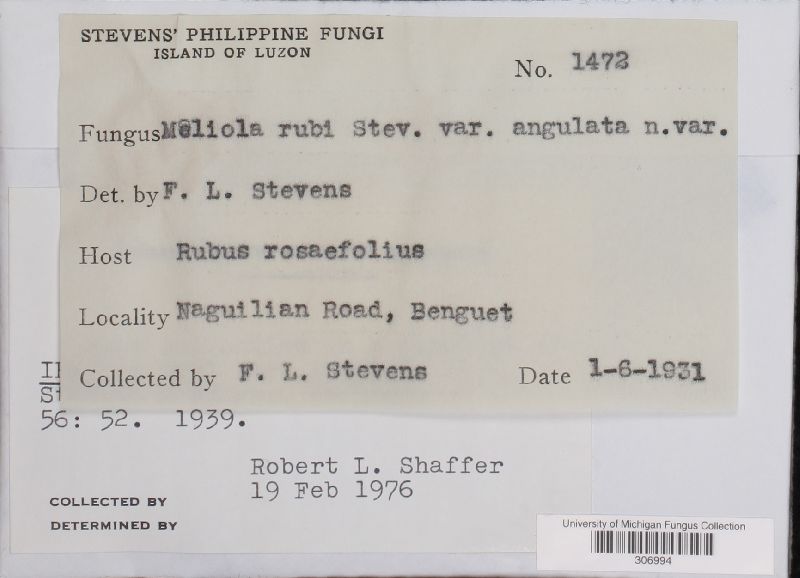 STEVENS' PHILIPPINE FUNGI
ISLAND OF LUZON
No. 1472
Fungus Meliola rubi Stev. var. angulata n.var.
Det. by F. L. Stevens
Host Rubus rosaefolius
Locality Naguilian Road, Benguet
Collected by F. L. Stevens Date 1-6-1931
56: 52. 1939.
Robert L. Shaffer
19 Feb 1976
COLLECTED BY
DETERMINED BY
University of Michigan Fungus Collection
306994